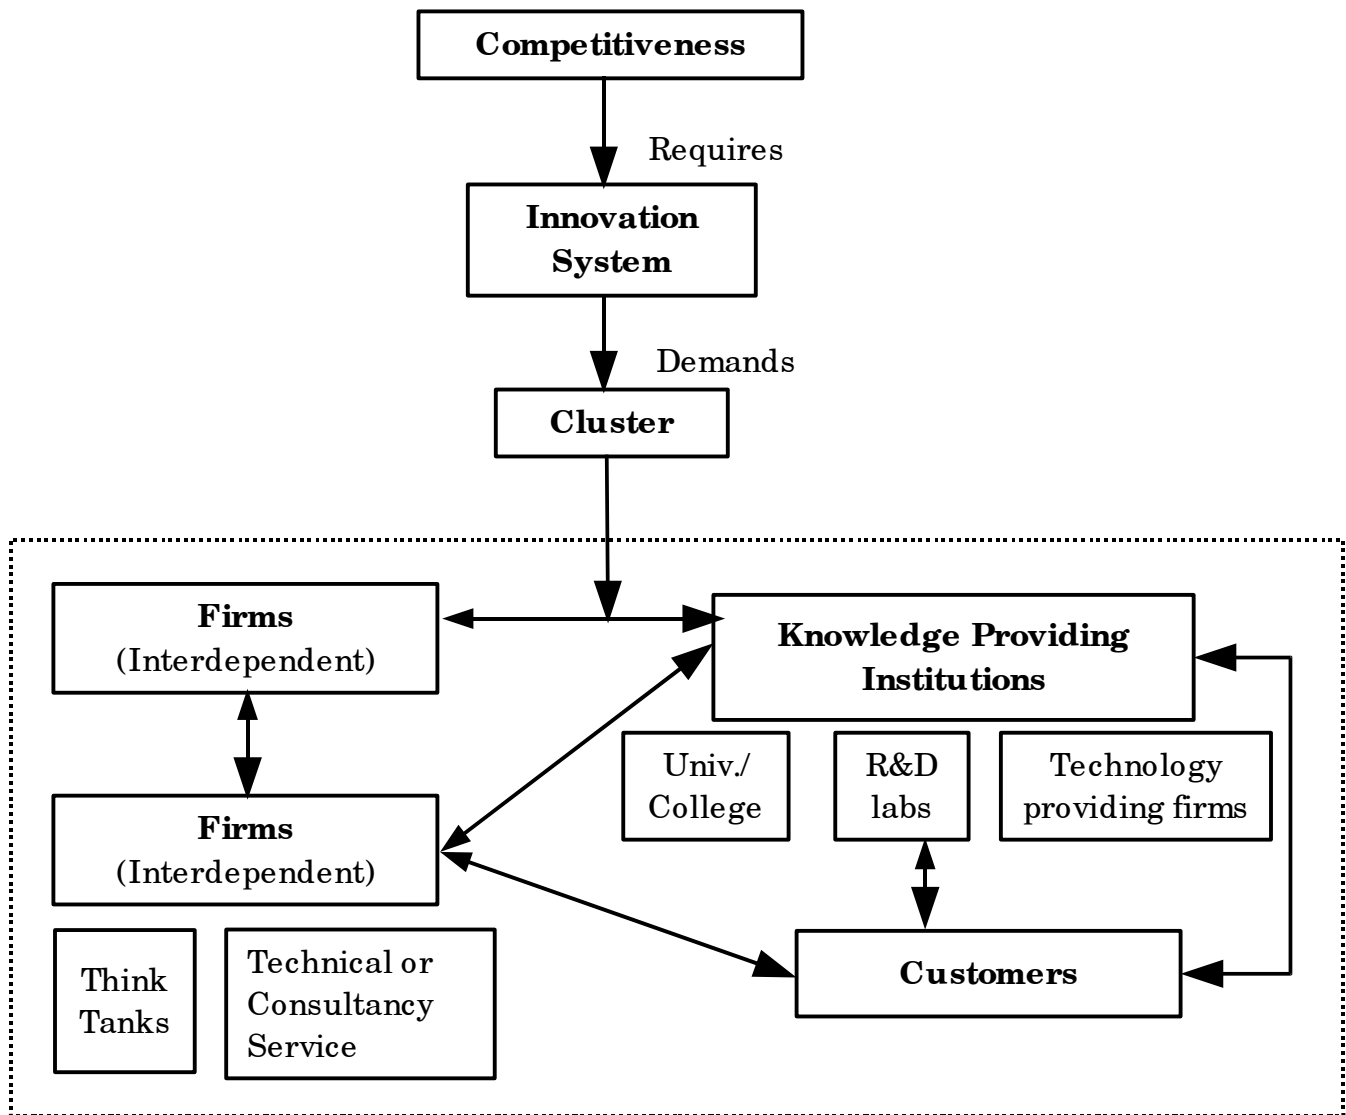 Competitiveness
Requires
Innovation
System
Demands
Cluster
Firms
(Interdependent)
Knowledge Providing
Institutions
Univ./
College
R&D
labs
Technology
providing firms
Firms
(Interdependent)
Think
Tanks
Technical or
Consultancy
Service
Customers